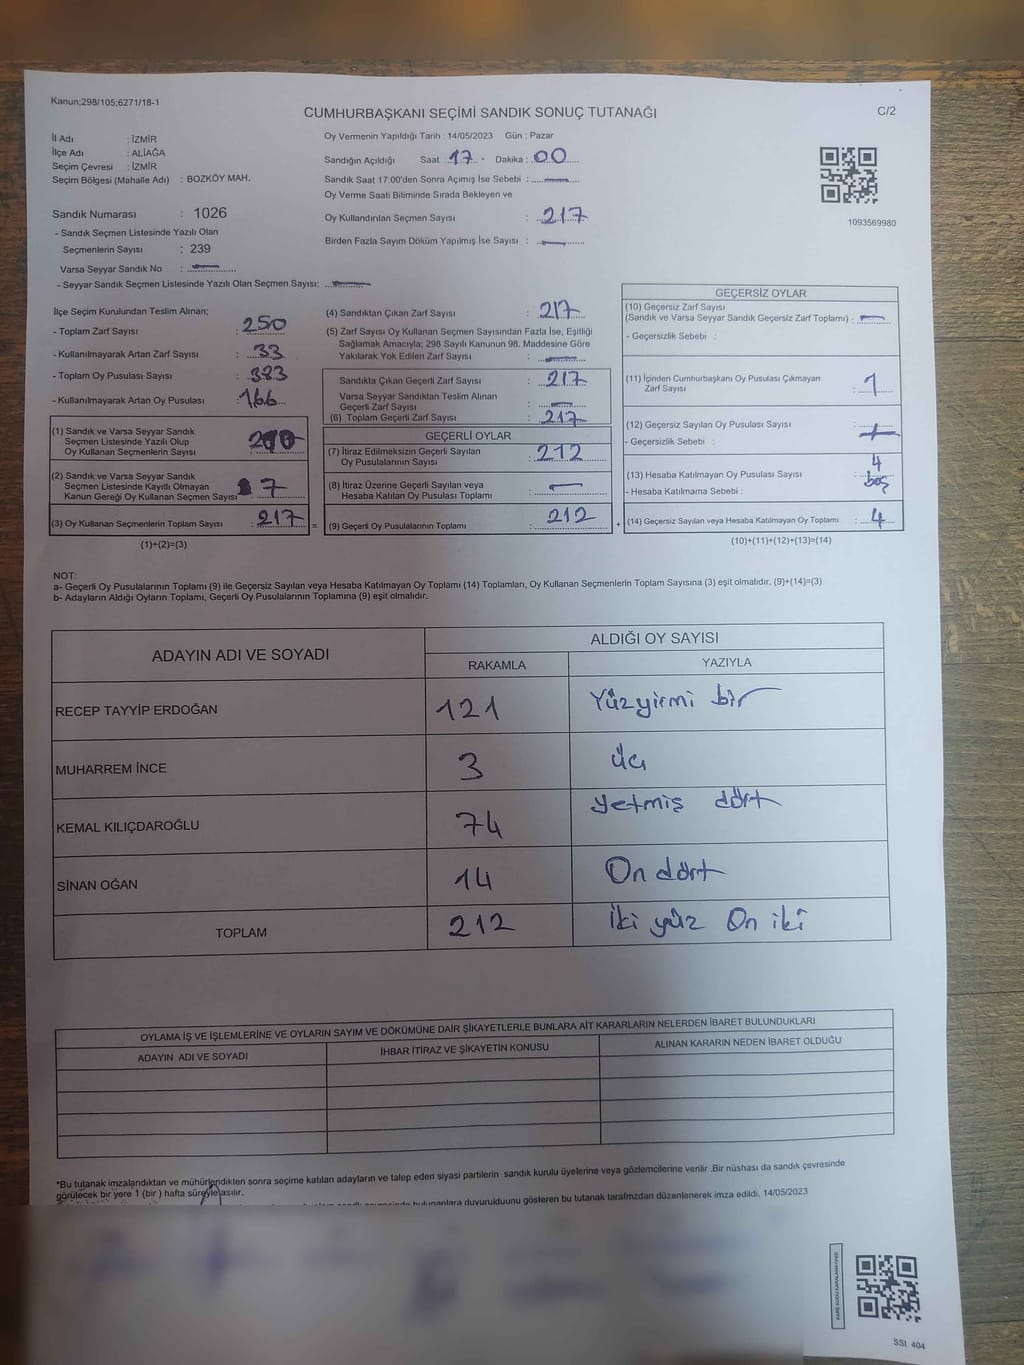 Kanun;298/105;6271/18-1
CUMHURBAŞKANI SEÇİMİ SANDIK SONUÇ TUTANAĞI
C/2
İl Adı : İZMİR
İlçe Adı : ALİAĞA
Seçim Çevresi : İZMİR
Seçim Bölgesi (Mahalle Adı) : BOZKÖY MAH.
Sandık Numarası : 1026
- Sandık Seçmen Listesinde Yazılı Olan
Seçmenlerin Sayısı : 239
Varsa Seyyar Sandık No : —
- Seyyar Sandık Seçmen Listesinde Yazılı Olan Seçmen Sayısı: —
Oy Vermenin Yapıldığı Tarih : 14/05/2023 Gün : Pazar
Sandığın Açıldığı Saat : 17 Dakika : 00
Sandık Saat 17:00'den Sonra Açımış İse Sebebi : —
Oy Verme Saati Bitiminde Sırada Bekleyen ve
Oy Kullandırılan Seçmen Sayısı : 217
Birden Fazla Sayım Döküm Yapılmış İse Sayısı : —
1093569980
İlçe Seçim Kurulundan Teslim Alınan;
- Toplam Zarf Sayısı : 250
- Kullanılmayarak Artan Zarf Sayısı : 33
- Toplam Oy Pusulası Sayısı : 383
- Kullanılmayarak Artan Oy Pusulası : 166
(1) Sandık ve Varsa Seyyar Sandık
Seçmen Listesinde Yazılı Olup
Oy Kullanan Seçmenlerin Sayısı
(2) Sandık ve Varsa Seyyar Sandık
Seçmen Listesinde Kayıtlı Olmayan
Kanun Gereği Oy Kullanan Seçmen Sayısı 7
(3) Oy Kullanan Seçmenlerin Toplam Sayısı : 217 =
(1)+(2)=(3)
(4) Sandıktan Çıkan Zarf Sayısı : 217
(5) Zarf Sayısı Oy Kullanan Seçmen Sayısından Fazla İse, Eşitliği
Sağlamak Amacıyla; 298 Sayılı Kanunun 98. Maddesine Göre
Yakılarak Yok Edilen Zarf Sayısı : —
Sandıkta Çıkan Geçerli Zarf Sayısı : 217
Varsa Seyyar Sandıktan Teslim Alınan
Geçerli Zarf Sayısı : —
(6) Toplam Geçerli Zarf Sayısı : 217
GEÇERLİ OYLAR
(7) İtiraz Edilmeksizin Geçerli Sayılan
Oy Pusulalarının Sayısı : 212
(8) İtiraz Üzerine Geçerli Sayılan veya
Hesaba Katılan Oy Pusulası Toplamı : —
(9) Geçerli Oy Pusulalarının Toplamı : 212 +
GEÇERSİZ OYLAR
(10) Geçersiz Zarf Sayısı
(Sandık ve Varsa Seyyar Sandık Geçersiz Zarf Toplamı) : —
- Geçersizlik Sebebi :
(11) İçinden Cumhurbaşkanı Oy Pusulası Çıkmayan
Zarf Sayısı : 1
(12) Geçersiz Sayılan Oy Pusulası Sayısı :
- Geçersizlik Sebebi :
(13) Hesaba Katılmayan Oy Pusulası Sayısı : 4
- Hesaba Katılmama Sebebi : boş
(14) Geçersiz Sayılan veya Hesaba Katılmayan Oy Toplamı : 4
(10)+(11)+(12)+(13)=(14)
NOT:
a- Geçerli Oy Pusulalarının Toplamı (9) ile Geçersiz Sayılan veya Hesaba Katılmayan Oy Toplamı (14) Toplamları, Oy Kullanan Seçmenlerin Toplam Sayısına (3) eşit olmalıdır. (9)+(14)=(3)
b- Adayların Aldığı Oyların Toplamı, Geçerli Oy Pusulalarının Toplamına (9) eşit olmalıdır.
ADAYIN ADI VE SOYADI ALDIĞI OY SAYISI
RAKAMLA YAZIYLA
RECEP TAYYİP ERDOĞAN 121 Yüzyirmi bir
MUHARREM İNCE 3 Üç
KEMAL KILIÇDAROĞLU 74 Yetmiş dört
SİNAN OĞAN 14 On dört
TOPLAM 212 İki yüz On iki
OYLAMA İŞ VE İŞLEMLERİNE VE OYLARIN SAYIM VE DÖKÜMÜNE DAİR ŞİKAYETLERLE BUNLARA AİT KARARLARIN NELERDEN İBARET BULUNDUKLARI
ADAYIN ADI VE SOYADI İHBAR İTİRAZ VE ŞİKAYETİN KONUSU ALINAN KARARIN NEDEN İBARET OLDUĞU
*Bu tutanak imzalandıktan ve mühürlendikten sonra seçime katılan adayların ve talep eden siyasi partilerin sandık kurulu üyelerine ve gözlemcilerine verilir .Bir nüshası da sandık çevresinde
görülecek bir yere 1 (bir ) hafta süreyle asılır.
bulunanlara duyurulduunu gösteren bu tutanak tarafmzdan düzenlenerek imza edildi. 14/05/2023
KARE KODU KARALAMAYINIZ!
SSI 404